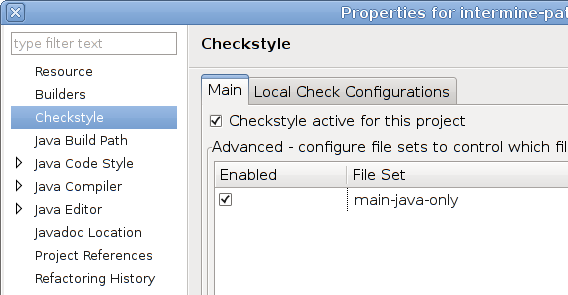 Properties for intermine-pa
type filter text
Checkstyle
Resource
Builders
Checkstyle
Java Build Path
Java Code Style
Java Compiler
Java Editor
Javadoc Location
Project References
Refactoring History
Main
Local Check Configurations
Checkstyle active for this project
Advanced - configure file sets to control which fil
Enabled
File Set
main-java-only